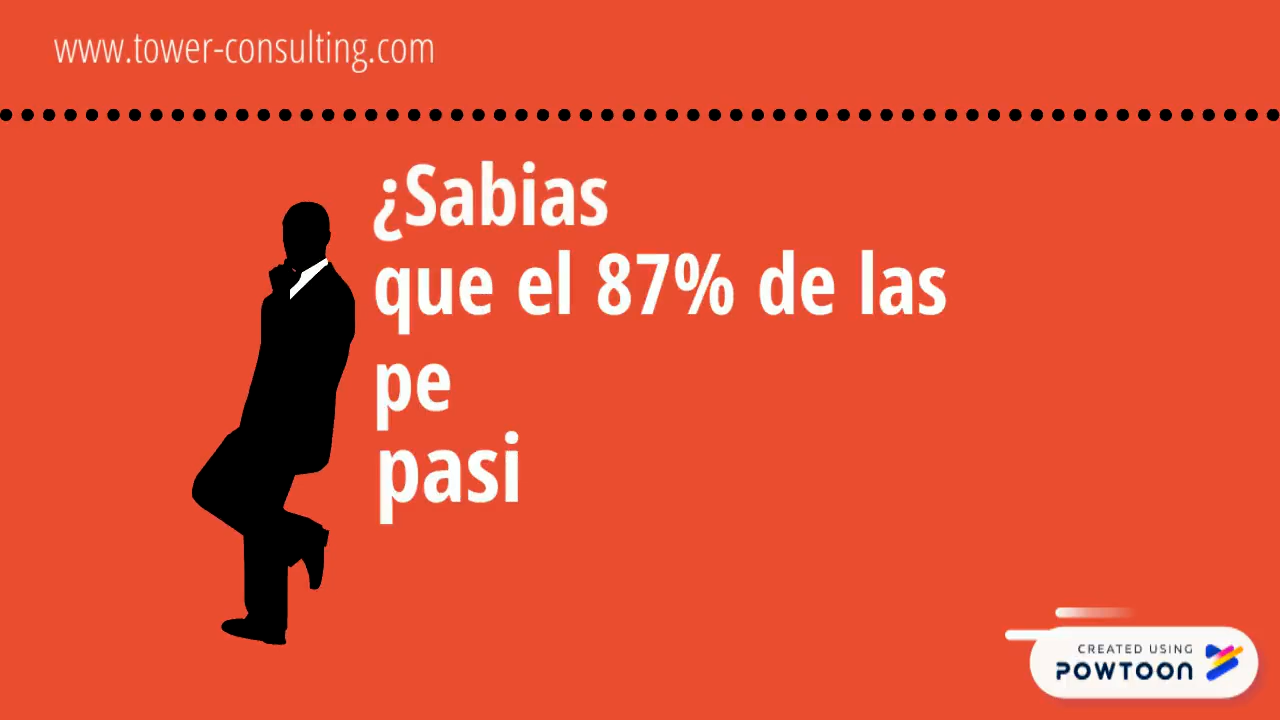 www.tower-consulting.com
¿Sabias
que el 87% de las
pe
pasi
CREATED USING
POWTOON